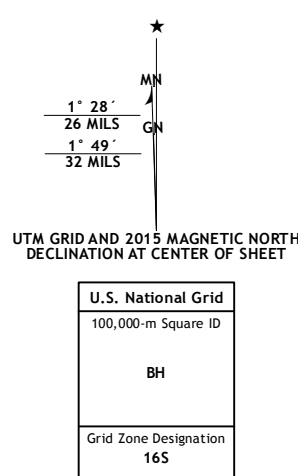 ★
MN
1° 28´
26 MILS
GN
1° 49´
32 MILS
UTM GRID AND 2015 MAGNETIC NORTH
DECLINATION AT CENTER OF SHEET
U.S. National Grid
100,000-m Square ID
BH
Grid Zone Designation
16S